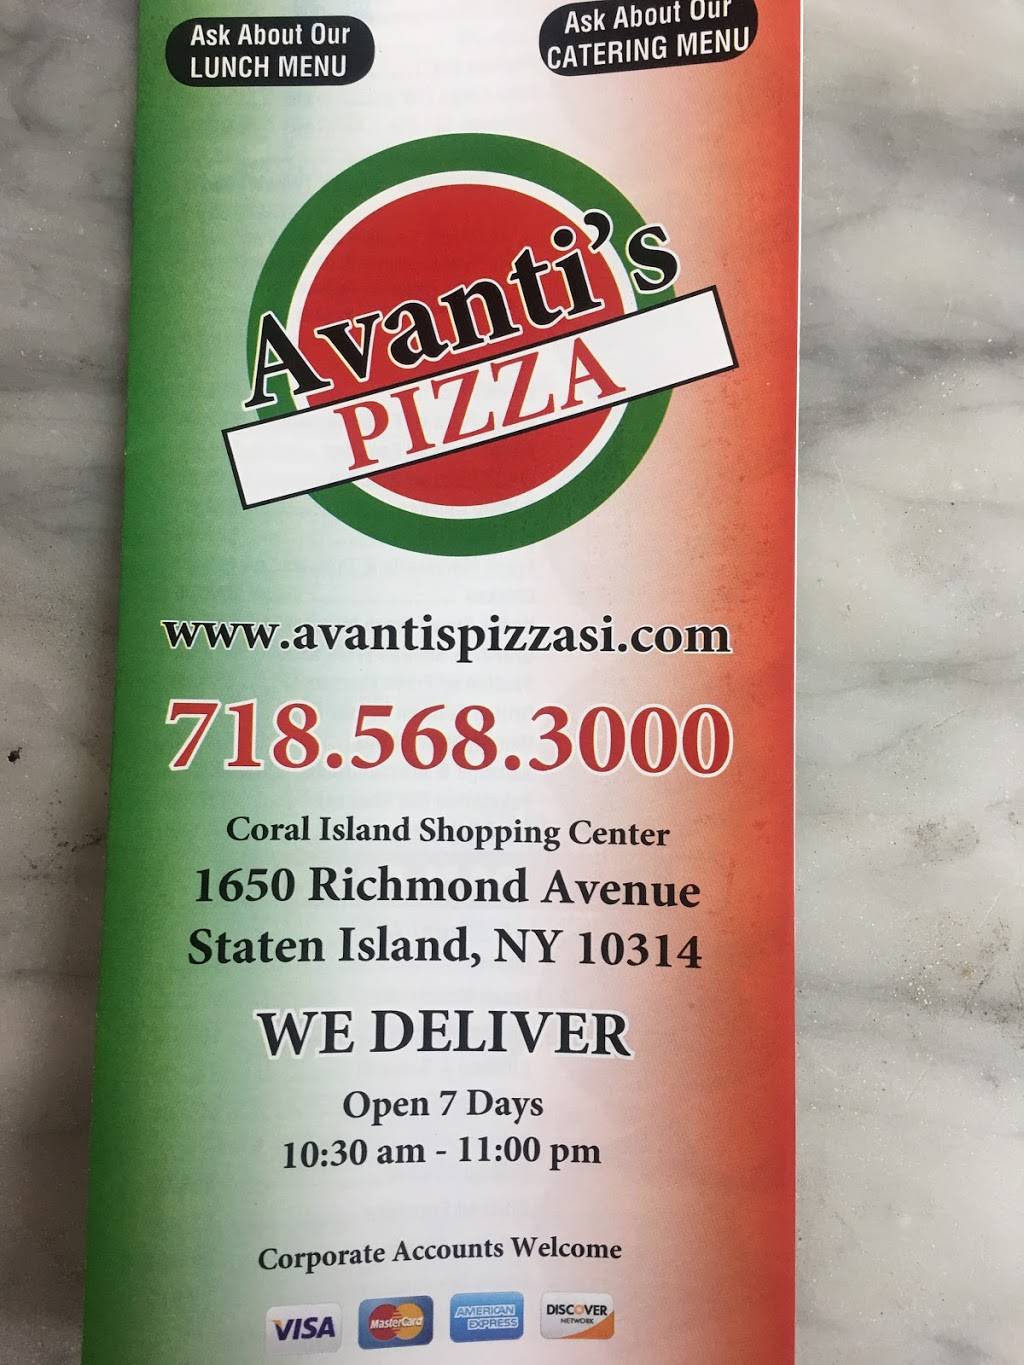 Ask About Our
LUNCH MENU
Ask About Our
CATERING MENU
Avanti's
PIZZA
www.avantispizzasi.com
718.568.3000
Coral Island Shopping Center
1650 Richmond Avenue
Staten Island, NY 10314
WE DELIVER
Open 7 Days
10:30 am - 11:00 pm
Corporate Accounts Welcome
VISA
MasterCard
AMERICAN
EXPRESS
DISCOVER
NETWORK